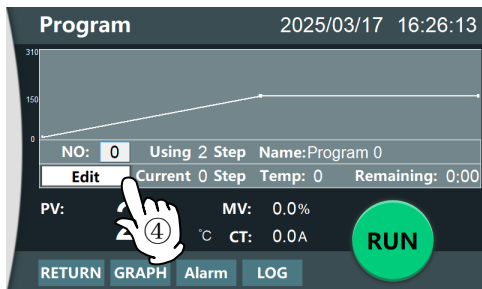 Program 2025/03/17 16:26:13
310
150
0
NO: 0 Using 2 Step Name:Program 0
Edit Current 0 Step Temp: 0 Remaining: 0:00
PV: MV: 0.0%
④ °C CT: 0.0A
RUN
RETURN GRAPH Alarm LOG